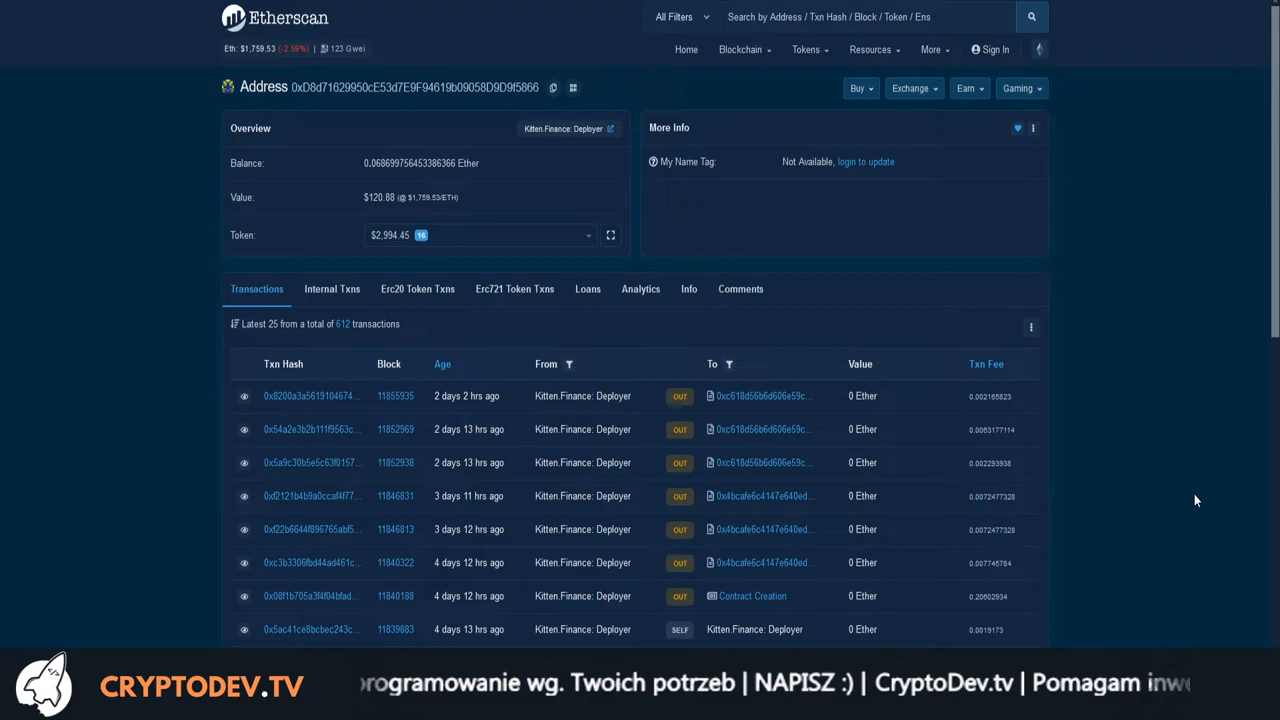 Etherscan
All Filters
Search by Address / Txn Hash / Block / Token / Ens
Eth: $1,759.53 (-2.59%) | 123 Gwei
Home Blockchain Tokens Resources More Sign In
Address 0xD8d71629950cE53d7E9F94619b09058D9D9f5866
Buy Exchange Earn Gaming
Overview
Kitten.Finance: Deployer
Balance: 0.068699756453386366 Ether
Value: $120.88 (@ $1,759.53/ETH)
Token: $2,994.45 16
More Info
My Name Tag: Not Available, login to update
Transactions Internal Txns Erc20 Token Txns Erc721 Token Txns Loans Analytics Info Comments
Latest 25 from a total of 612 transactions
Txn Hash Block Age From To Value Txn Fee
0x8200a3a5619104674... 11855935 2 days 2 hrs ago Kitten.Finance: Deployer OUT 0xc618d56b6d606e59c... 0 Ether 0.002165823
0x54a2e3b2b111f9563c... 11852969 2 days 13 hrs ago Kitten.Finance: Deployer OUT 0xc618d56b6d606e59c... 0 Ether 0.0063177114
0x5a9c30b5e5c63f0157... 11852938 2 days 13 hrs ago Kitten.Finance: Deployer OUT 0xc618d56b6d606e59c... 0 Ether 0.002293938
0xf2121b4b9a0ccaf4f77... 11846831 3 days 11 hrs ago Kitten.Finance: Deployer OUT 0x4bcafe6c4147e640ed... 0 Ether 0.0072477328
0xf22b6644f896765abf5... 11846813 3 days 12 hrs ago Kitten.Finance: Deployer OUT 0x4bcafe6c4147e640ed... 0 Ether 0.0072477328
0xc3b3306fbd44ad461c... 11840322 4 days 12 hrs ago Kitten.Finance: Deployer OUT 0x4bcafe6c4147e640ed... 0 Ether 0.007745784
0x08f1b705a3f4f04bfad... 11840188 4 days 12 hrs ago Kitten.Finance: Deployer OUT Contract Creation 0 Ether 0.20602934
0x5ac41ce8bcbec243c... 11839883 4 days 13 hrs ago Kitten.Finance: Deployer SELF Kitten.Finance: Deployer 0 Ether 0.0019173
CRYPTODEV.TV
programowanie wg. Twoich potrzeb | NAPISZ :) | CryptoDev.tv | Pomagam inwe